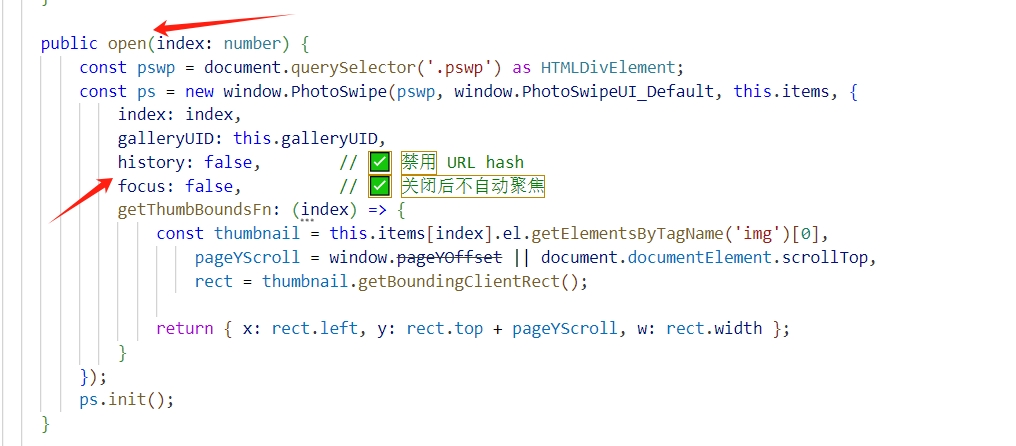 }
public open(index: number) {
const pswp = document.querySelector('.pswp') as HTMLDivElement;
const ps = new window.PhotoSwipe(pswp, window.PhotoSwipeUI_Default, this.items, {
index: index,
galleryUID: this.galleryUID,
history: false, // ✅ 禁用 URL hash
focus: false, // ✅ 关闭后不自动聚焦
getThumbBoundsFn: (index) => {
const thumbnail = this.items[index].el.getElementsByTagName('img')[0],
pageYScroll = window.pageYOffset || document.documentElement.scrollTop,
rect = thumbnail.getBoundingClientRect();
return { x: rect.left, y: rect.top + pageYScroll, w: rect.width };
}
});
ps.init();
}